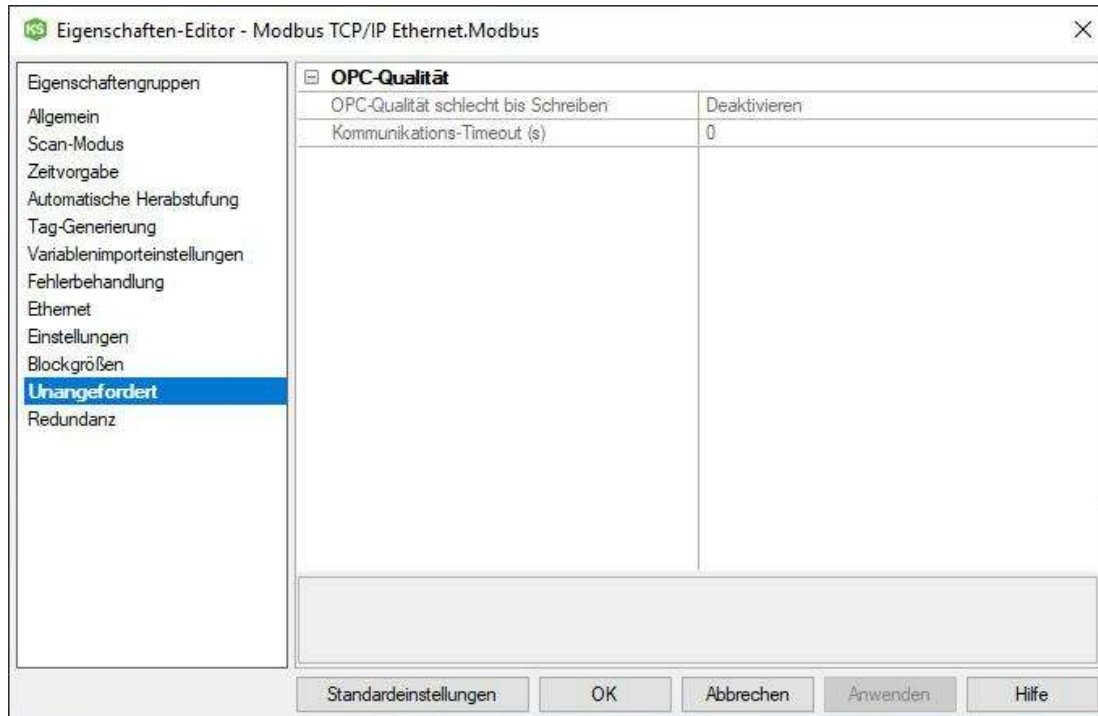 KS Eigenschaften-Editor - Modbus TCP/IP Ethernet.Modbus
Eigenschaftengruppen
Allgemein
Scan-Modus
Zeitvorgabe
Automatische Herabstufung
Tag-Generierung
Variablenimporteinstellungen
Fehlerbehandlung
Ethernet
Einstellungen
Blockgrößen
Unangefordert
Redundanz
OPC-Qualität
OPC-Qualität schlecht bis Schreiben Deaktivieren
Kommunikations-Timeout (s) 0
Standardeinstellungen OK Abbrechen Anwenden Hilfe